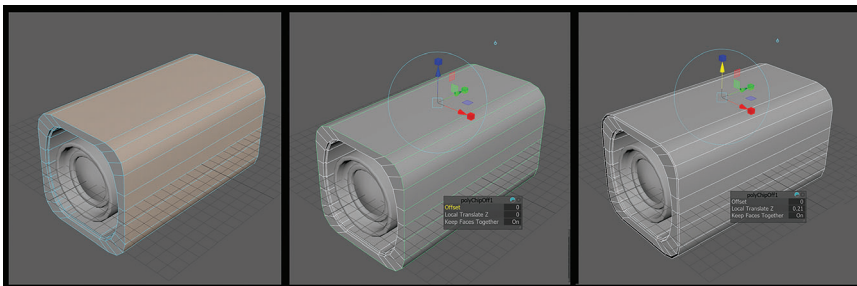 polyChipOff1
Offset 0
Local Translate Z 0
Keep Faces Together On
polyChipOff1
Offset 0
Local Translate Z 0.21
Keep Faces Together On